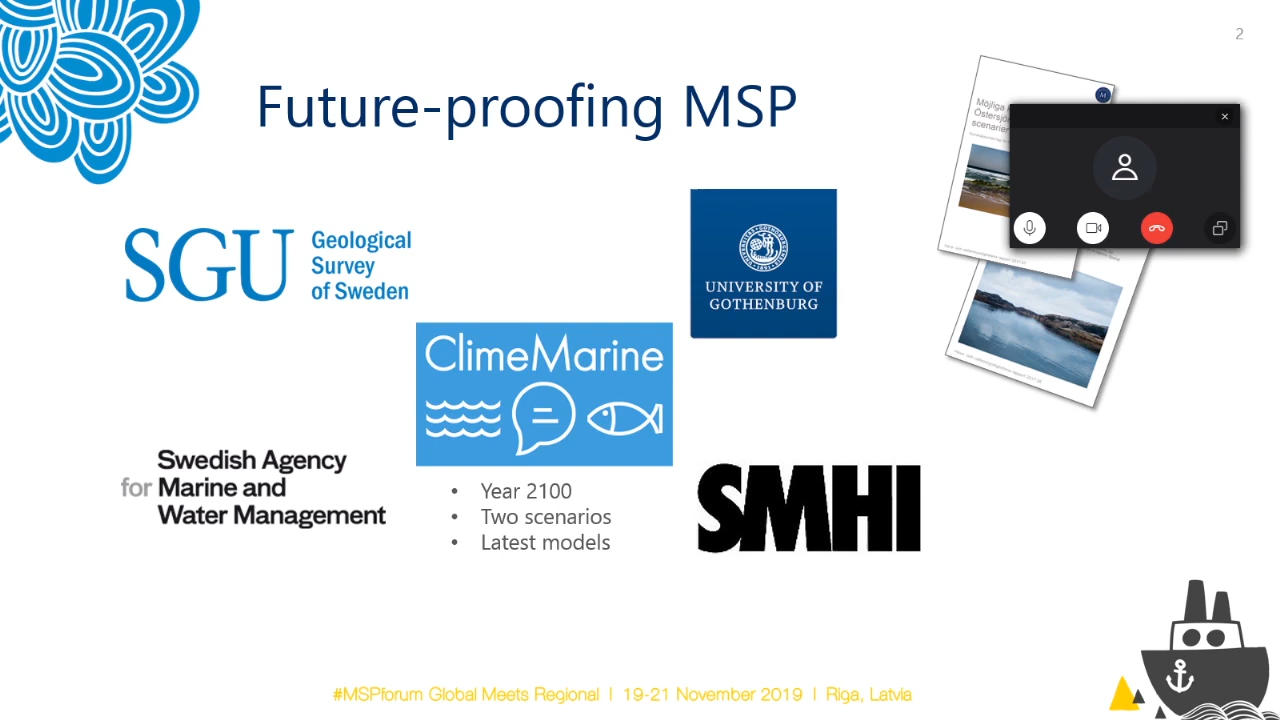 2
Future-proofing MSP
Möjliga
Östersjö
scenarier
SGU
Geological
Survey
of Sweden
UNIVERSITY OF
GOTHENBURG
ClimeMarine
Swedish Agency
for Marine and
Water Management
• Year 2100
• Two scenarios
• Latest models
SMHI
#MSPforum Global Meets Regional | 19-21 November 2019 | Riga, Latvia